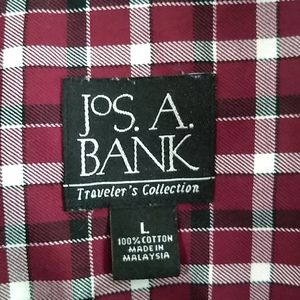 JOS. A.
BANK
Traveler's Collection
L
100% COTTON
MADE IN
MALAYSIA